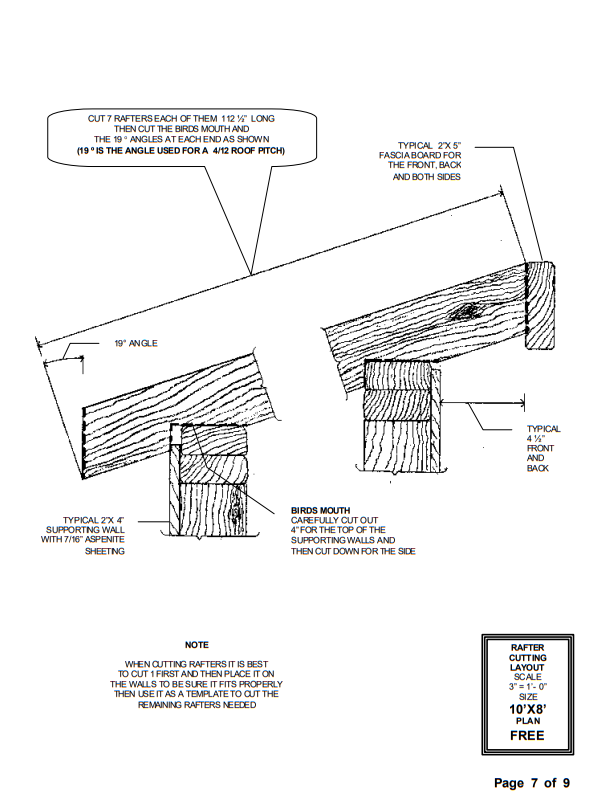 CUT 7 RAFTERS EACH OF THEM 112 ½" LONG
THEN CUT THE BIRDS MOUTH AND
THE 19 ° ANGLES AT EACH END AS SHOWN
(19 º IS THE ANGLE USED FOR A 4/12 ROOF PITCH)
TYPICAL 2"X 5"
FASCIA BOARD FOR
THE FRONT, BACK
AND BOTH SIDES
19° ANGLE
TYPICAL
4 ½"
FRONT
AND
BACK
BIRDS MOUTH
CAREFULLY CUT OUT
4" FOR THE TOP OF THE
SUPPORTING WALLS AND
THEN CUT DOWN FOR THE SIDE
TYPICAL 2"X 4"
SUPPORTING WALL
WITH 7/16" ASPENITE
SHEETING
NOTE
WHEN CUTTING RAFTERS IT IS BEST
TO CUT 1 FIRST AND THEN PLACE IT ON
THE WALLS TO BE SURE IT FITS PROPERLY
THEN USE IT AS A TEMPLATE TO CUT THE
REMAINING RAFTERS NEEDED
RAFTER
CUTTING
LAYOUT
SCALE
3" = 1'- 0"
SIZE
10'X8'
PLAN
FREE
Page 7 of 9